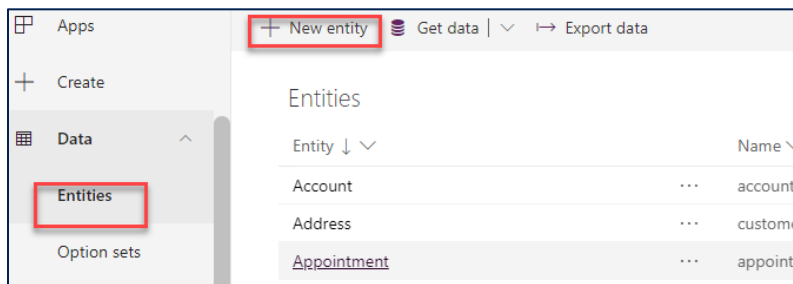 Apps
Create
Data
Entities
Option sets
New entity Get data Export data
Entities
Entity Name
Account ... account
Address ... custome
Appointment ... appoint